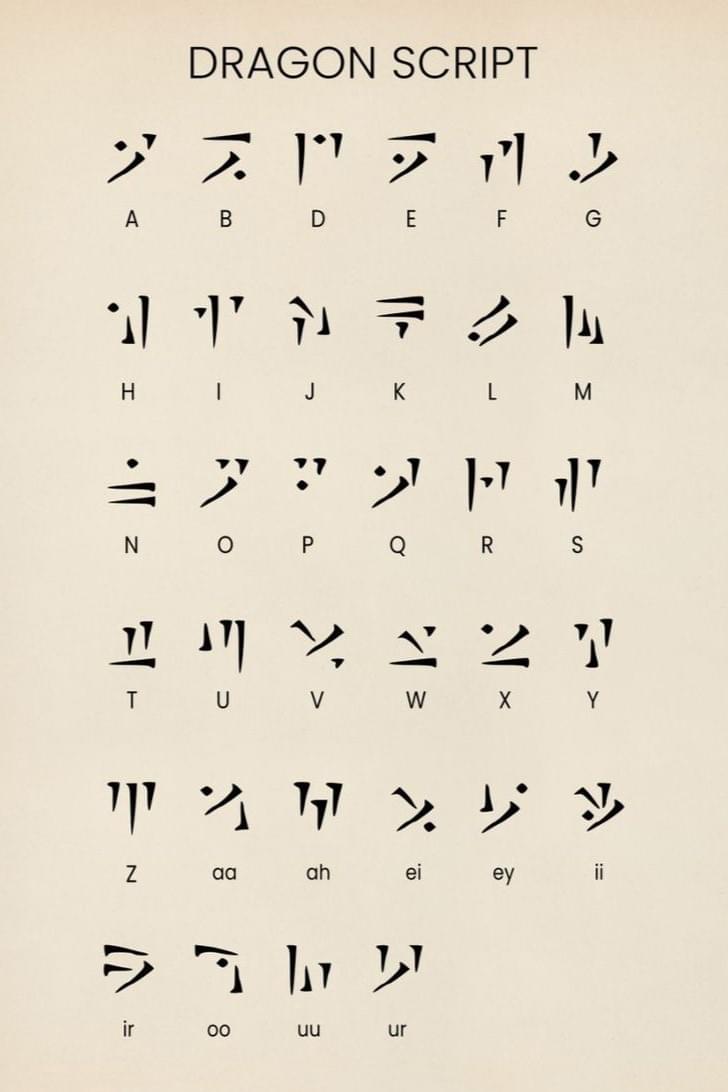 DRAGON SCRIPT
A B D E F G
H I J K L M
N O P Q R S
T U V W X Y
Z aa ah ei ey ii
ir oo uu ur